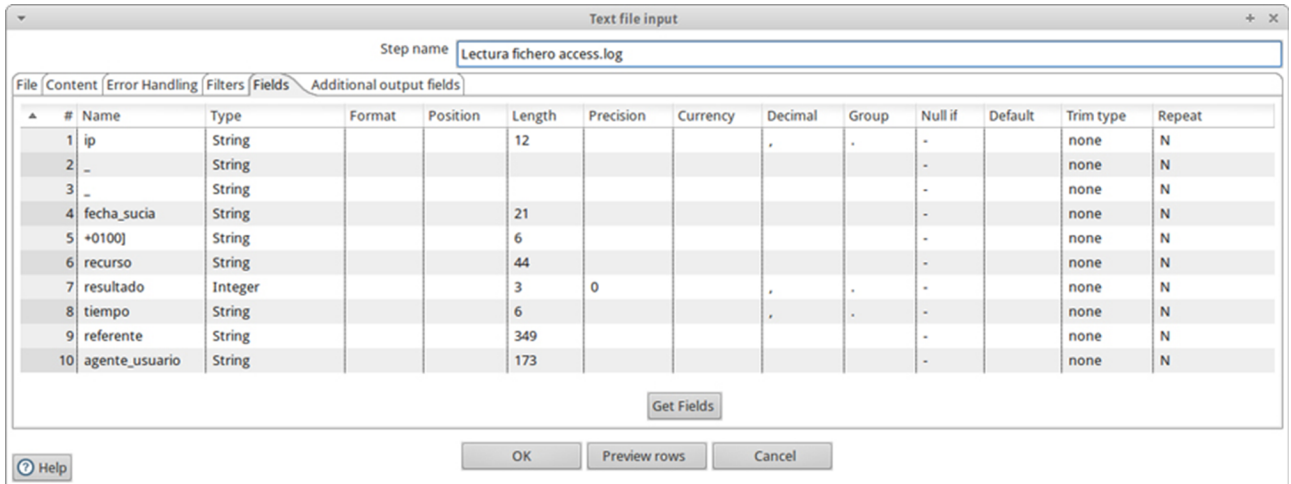 Text file input
Step name Lectura fichero access.log
File Content Error Handling Filters Fields Additional output fields
# Name Type Format Position Length Precision Currency Decimal Group Null if Default Trim type Repeat
1 ip String 12 , . - none N
2 _ String - none N
3 _ String - none N
4 fecha_sucia String 21 - none N
5 +0100] String 6 - none N
6 recurso String 44 - none N
7 resultado Integer 3 0 , . - none N
8 tiempo String 6 , . - none N
9 referente String 349 - none N
10 agente_usuario String 173 - none N
Get Fields
OK Preview rows Cancel
Help